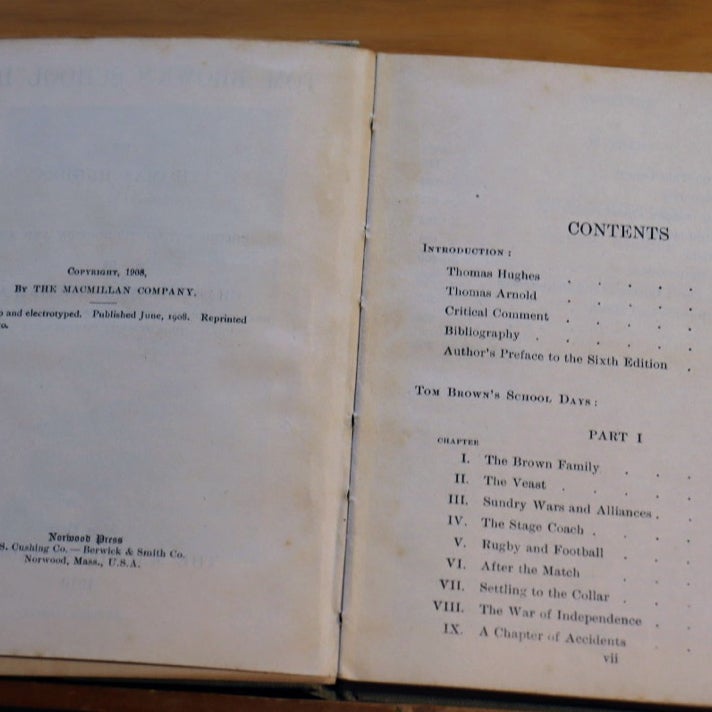 COPYRIGHT, 1908,
BY THE MACMILLAN COMPANY.
and electrotyped. Published June, 1908. Reprinted
Norwood Press
S. Cushing Co. — Berwick & Smith Co.
Norwood, Mass., U.S.A.
CONTENTS
INTRODUCTION:
Thomas Hughes . . . .
Thomas Arnold . . . .
Critical Comment . . . .
Bibliography . . . . .
Author's Preface to the Sixth Edition .
TOM BROWN'S SCHOOL DAYS:
PART I
CHAPTER
I. The Brown Family . . .
II. The Yeast . . . .
III. Sundry Wars and Alliances . .
IV. The Stage Coach . . . .
V. Rugby and Football . . .
VI. After the Match . . .
VII. Settling to the Collar . . .
VIII. The War of Independence . .
IX. A Chapter of Accidents . .
vii